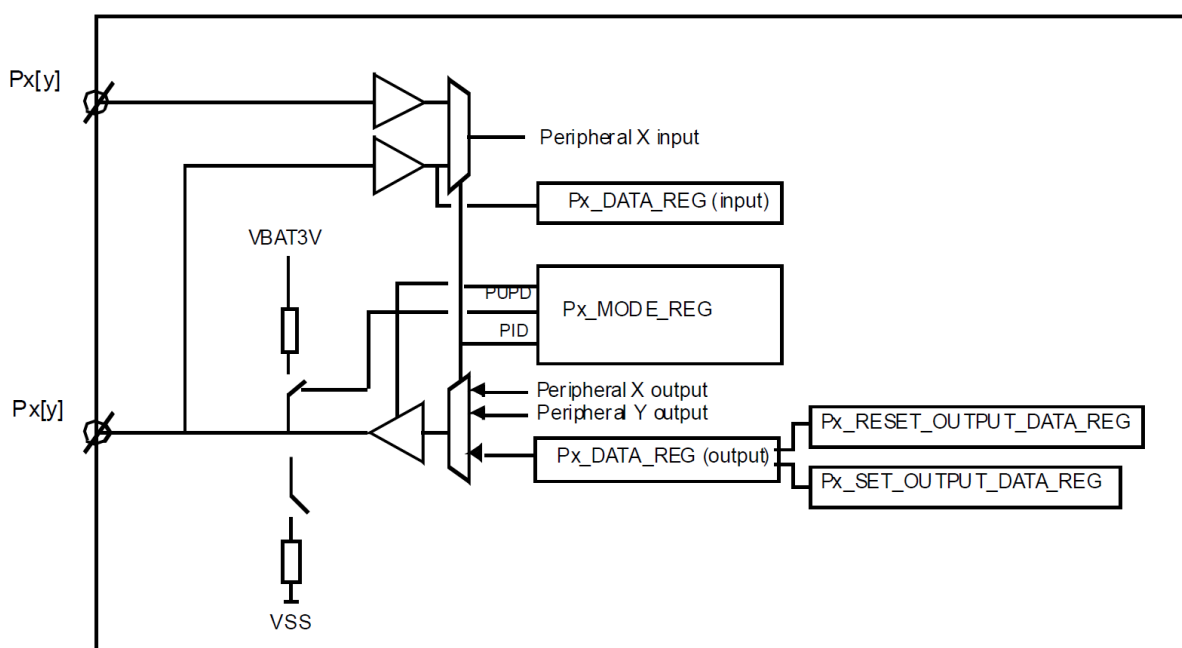 Px[y]
Peripheral X input
Px_DATA_REG (input)
VBAT3V
PUPD
Px_MODE_REG
PID
Peripheral X output
Px[y]
Peripheral Y output
Px_RESET_OUTPUT_DATA_REG
Px_DATA_REG (output)
Px_SET_OUTPUT_DATA_REG
VSS